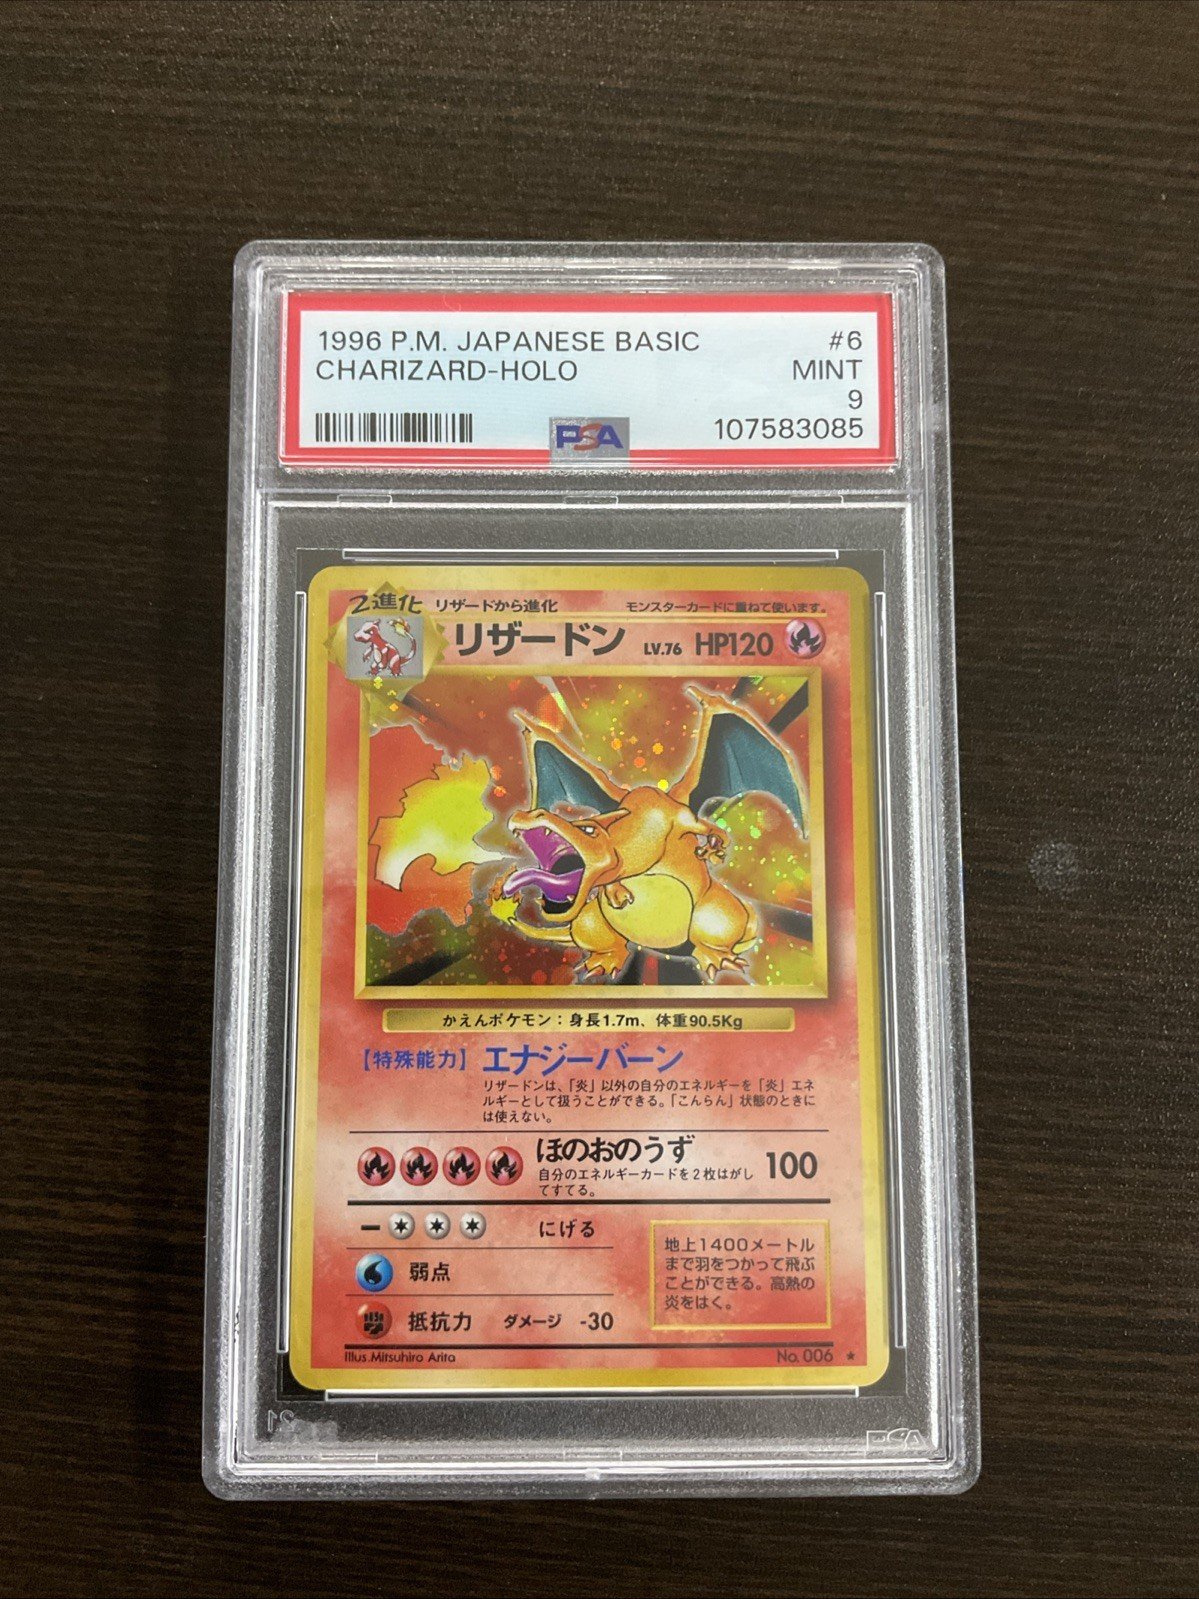 1996 P.M. JAPANESE BASIC #6
CHARIZARD-HOLO MINT
9
PSA 107583085
2進化 リザードから進化 モンスターカードに重ねて使います。
リザードン LV.76 HP120
かえんポケモン：身長1.7m、体重90.5Kg
【特殊能力】エナジーバーン
リザードンは、「炎」以外の自分のエネルギーを「炎」エネ
ルギーとして扱うことができる。「こんらん」状態のときに
は使えない。
ほのおのうず 100
自分のエネルギーカードを2枚はがし
てすてる。
にげる
弱点
抵抗力 ダメージ -30
地上1400メートル
まで羽をつかって飛ぶ
ことができる。高熱の
炎をはく。
Illus.Mitsuhiro Arita No.006 ★
PSA